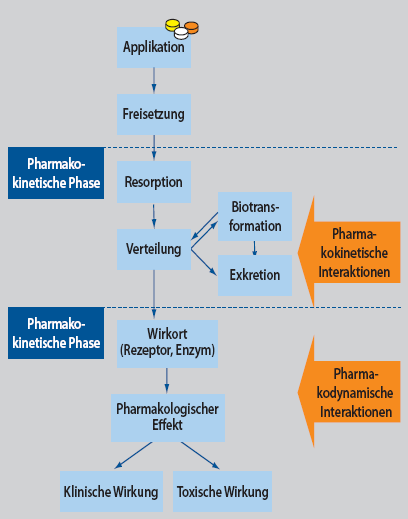 Applikation
Freisetzung
Pharmako-
kinetische Phase
Resorption
Biotrans-
formation
Verteilung
Exkretion
Pharma-
kokinetische
Interaktionen
Pharmako-
kinetische Phase
Wirkort
(Rezeptor, Enzym)
Pharmakologischer
Effekt
Pharma-
kodynamische
Interaktionen
Klinische Wirkung
Toxische Wirkung